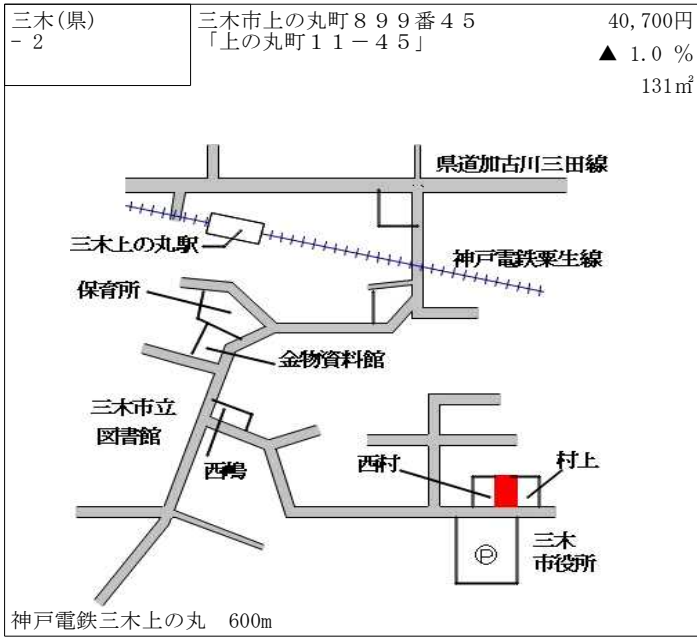 三木(県)
- 2
三木市上の丸町８９９番４５
「上の丸町１１－４５」
40,700円
▲ 1.0 %
131㎡
県道加古川三田線
三木上の丸駅
神戸電鉄粟生線
保育所
金物資料館
三木市立
図書館
西鳩
西村
村上
三木
市役所
Ⓟ
神戸電鉄三木上の丸　600m